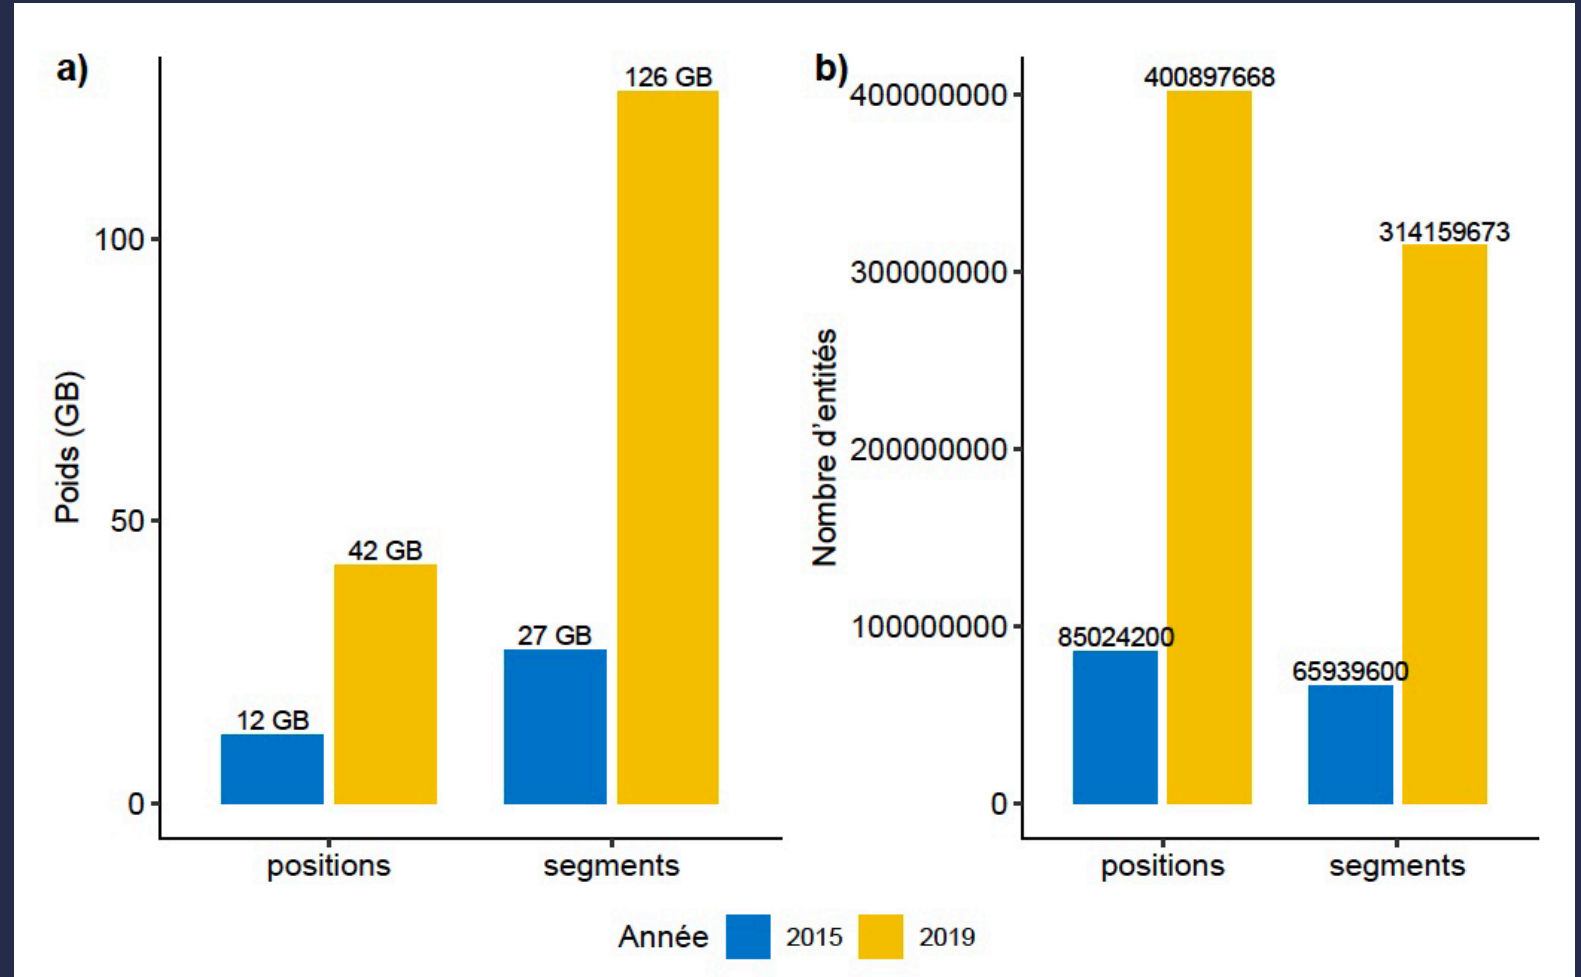 a)
126 GB
100
Poids (GB)
50
42 GB
27 GB
12 GB
0
positions
segments
b)
400897668
400000000
314159673
300000000
Nombre d'entités
200000000
100000000
85024200
65939600
0
positions
segments
Année 2015 2019